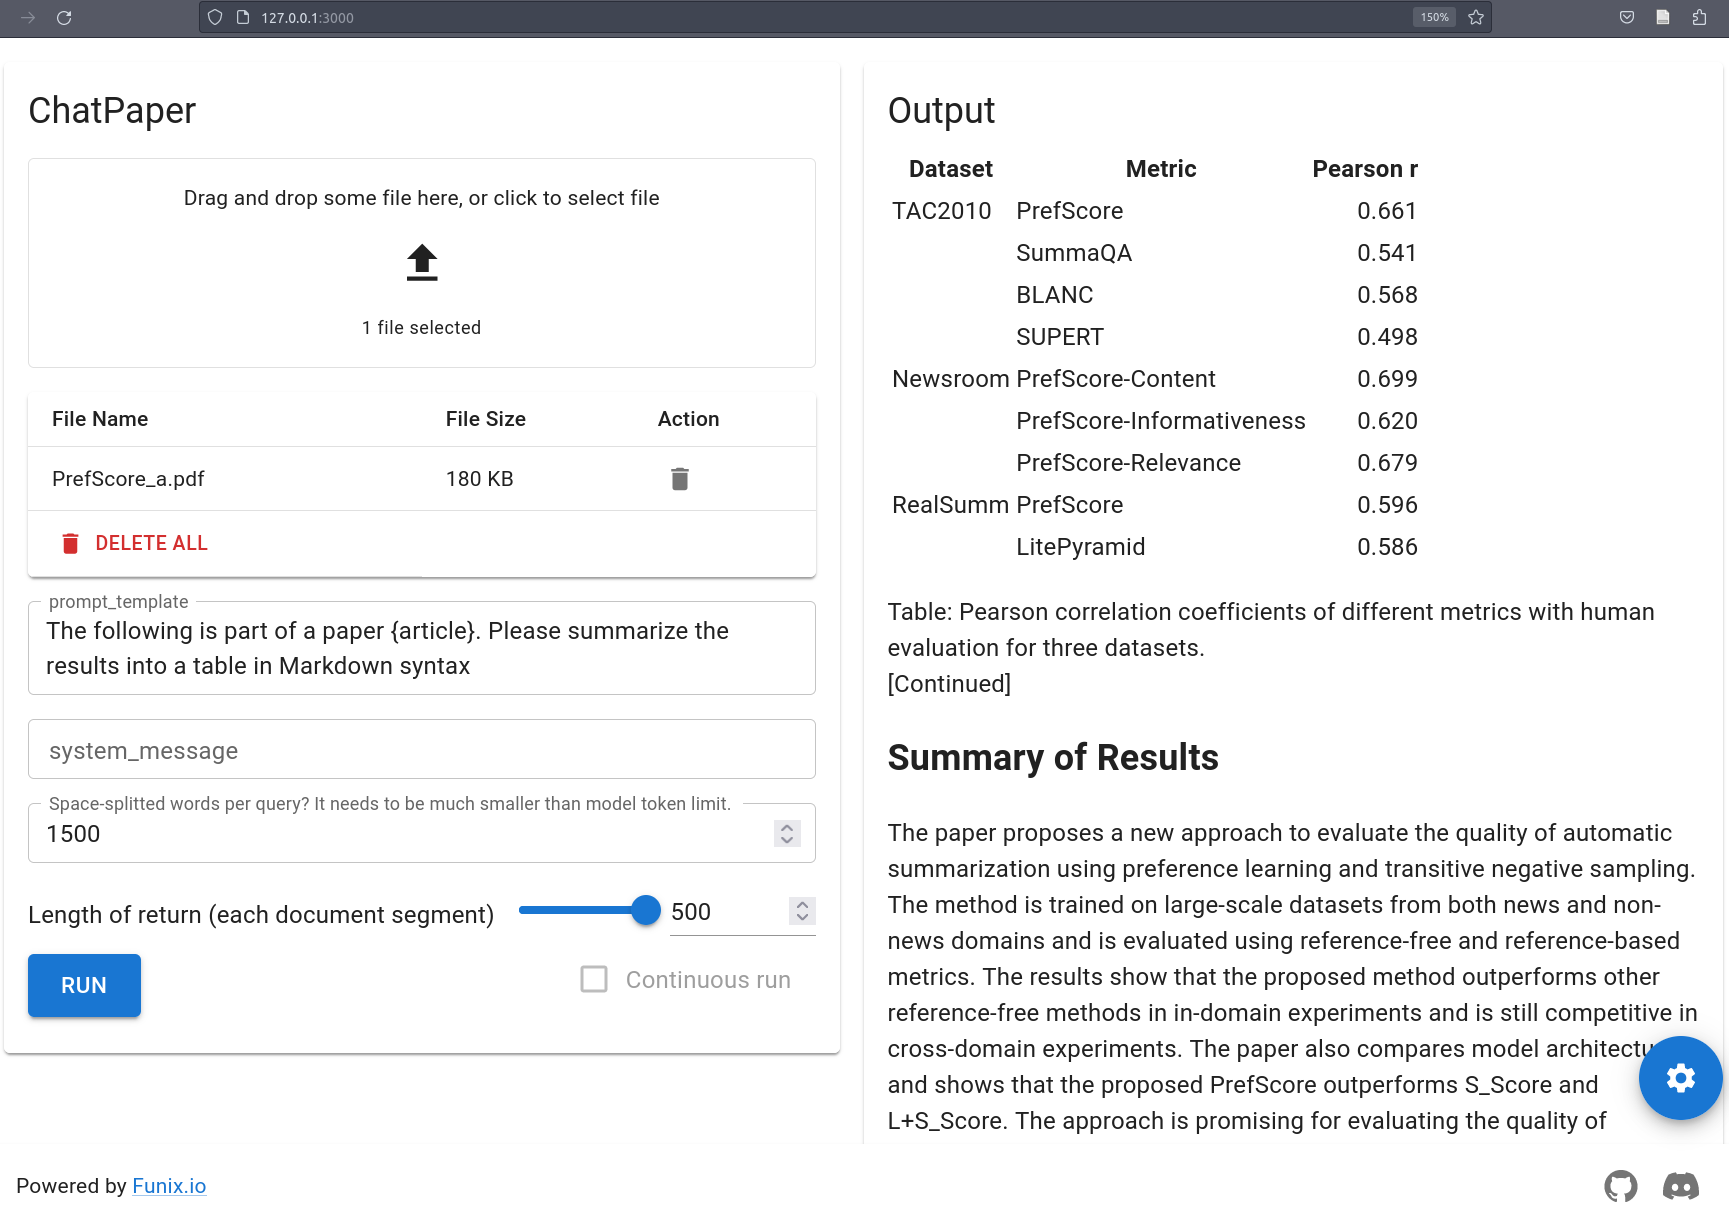 127.0.0.1:3000
150%
ChatPaper
Drag and drop some file here, or click to select file
1 file selected
File Name File Size Action
PrefScore_a.pdf 180 KB
DELETE ALL
prompt_template
The following is part of a paper {article}. Please summarize the
results into a table in Markdown syntax
system_message
Space-splitted words per query? It needs to be much smaller than model token limit.
1500
Length of return (each document segment) 500
RUN
Continuous run
Output
Dataset Metric Pearson r
TAC2010 PrefScore 0.661
SummaQA 0.541
BLANC 0.568
SUPERT 0.498
Newsroom PrefScore-Content 0.699
PrefScore-Informativeness 0.620
PrefScore-Relevance 0.679
RealSumm PrefScore 0.596
LitePyramid 0.586
Table: Pearson correlation coefficients of different metrics with human
evaluation for three datasets.
[Continued]
Summary of Results
The paper proposes a new approach to evaluate the quality of automatic
summarization using preference learning and transitive negative sampling.
The method is trained on large-scale datasets from both news and non-
news domains and is evaluated using reference-free and reference-based
metrics. The results show that the proposed method outperforms other
reference-free methods in in-domain experiments and is still competitive in
cross-domain experiments. The paper also compares model
and shows that the proposed PrefScore outperforms S_Score and
L+S_Score. The approach is promising for evaluating the quality of
Powered by Funix.io